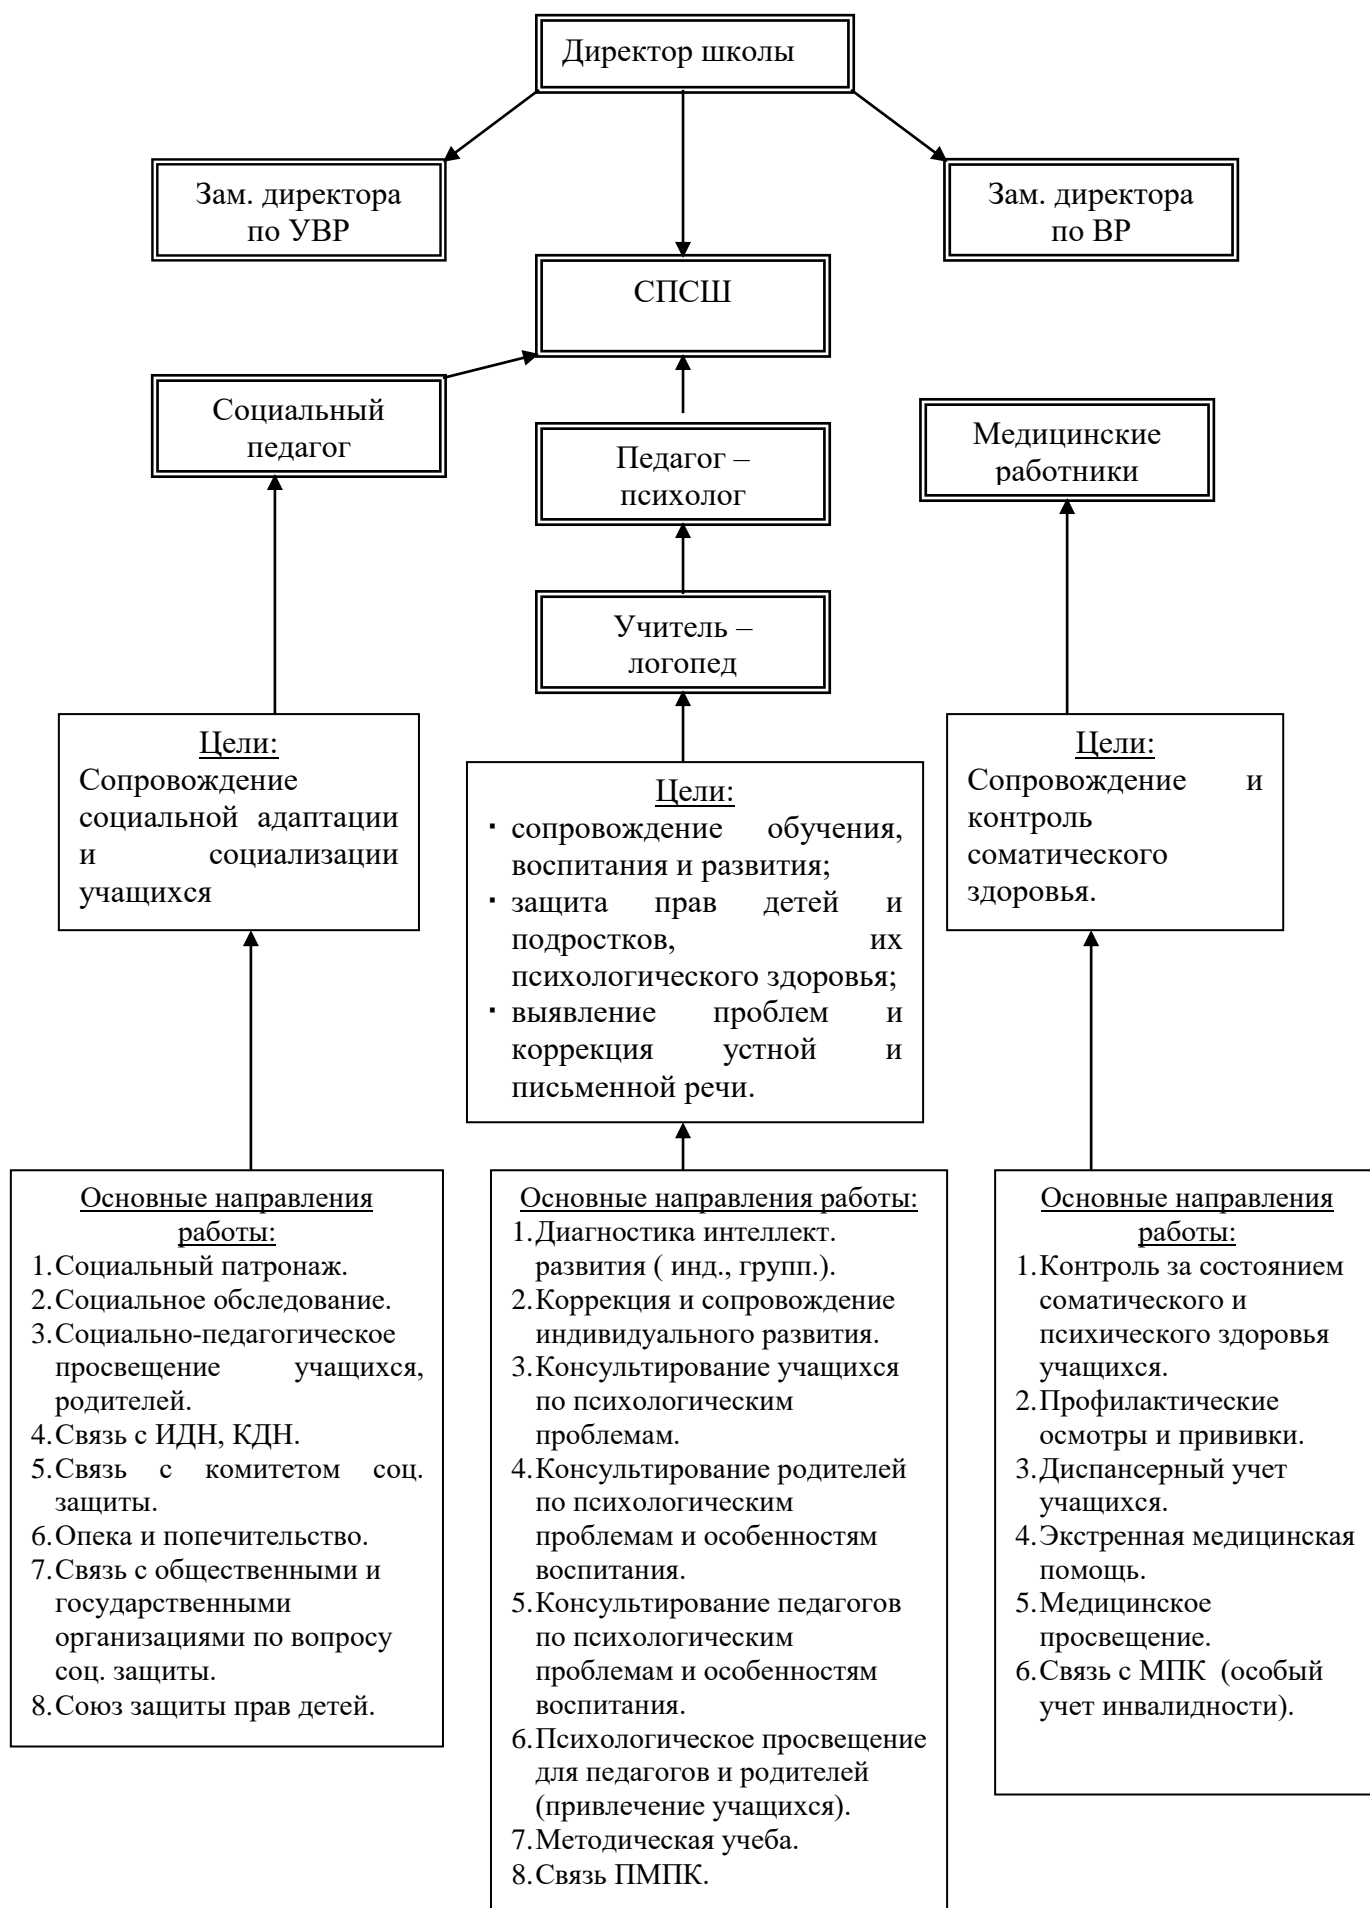 Директор школы
Зам. директора
по УВР
Зам. директора
по ВР
СПСШ
Социальный
педагог
Педагог –
психолог
Медицинские
работники
Учитель –
логопед
Цели:
Сопровождение
социальной адаптации
и социализации
учащихся
Цели:
· сопровождение обучения,
воспитания и развития;
· защита прав детей и
подростков, их
психологического здоровья;
· выявление проблем и
коррекция устной и
письменной речи.
Цели:
Сопровождение и
контроль
соматического
здоровья.
Основные направления
работы:
1. Социальный патронаж.
2. Социальное обследование.
3. Социально-педагогическое
просвещение учащихся,
родителей.
4. Связь с ИДН, КДН.
5. Связь с комитетом соц.
защиты.
6. Опека и попечительство.
7. Связь с общественными и
государственными
организациями по вопросу
соц. защиты.
8. Союз защиты прав детей.
Основные направления работы:
1. Диагностика интеллект.
развития ( инд., групп.).
2. Коррекция и сопровождение
индивидуального развития.
3. Консультирование учащихся
по психологическим
проблемам.
4. Консультирование родителей
по психологическим
проблемам и особенностям
воспитания.
5. Консультирование педагогов
по психологическим
проблемам и особенностям
воспитания.
6. Психологическое просвещение
для педагогов и родителей
(привлечение учащихся).
7. Методическая учеба.
8. Связь ПМПК.
Основные направления
работы:
1. Контроль за состоянием
соматического и
психического здоровья
учащихся.
2. Профилактические
осмотры и прививки.
3. Диспансерный учет
учащихся.
4. Экстренная медицинская
помощь.
5. Медицинское
просвещение.
6. Связь с МПК (особый
учет инвалидности).